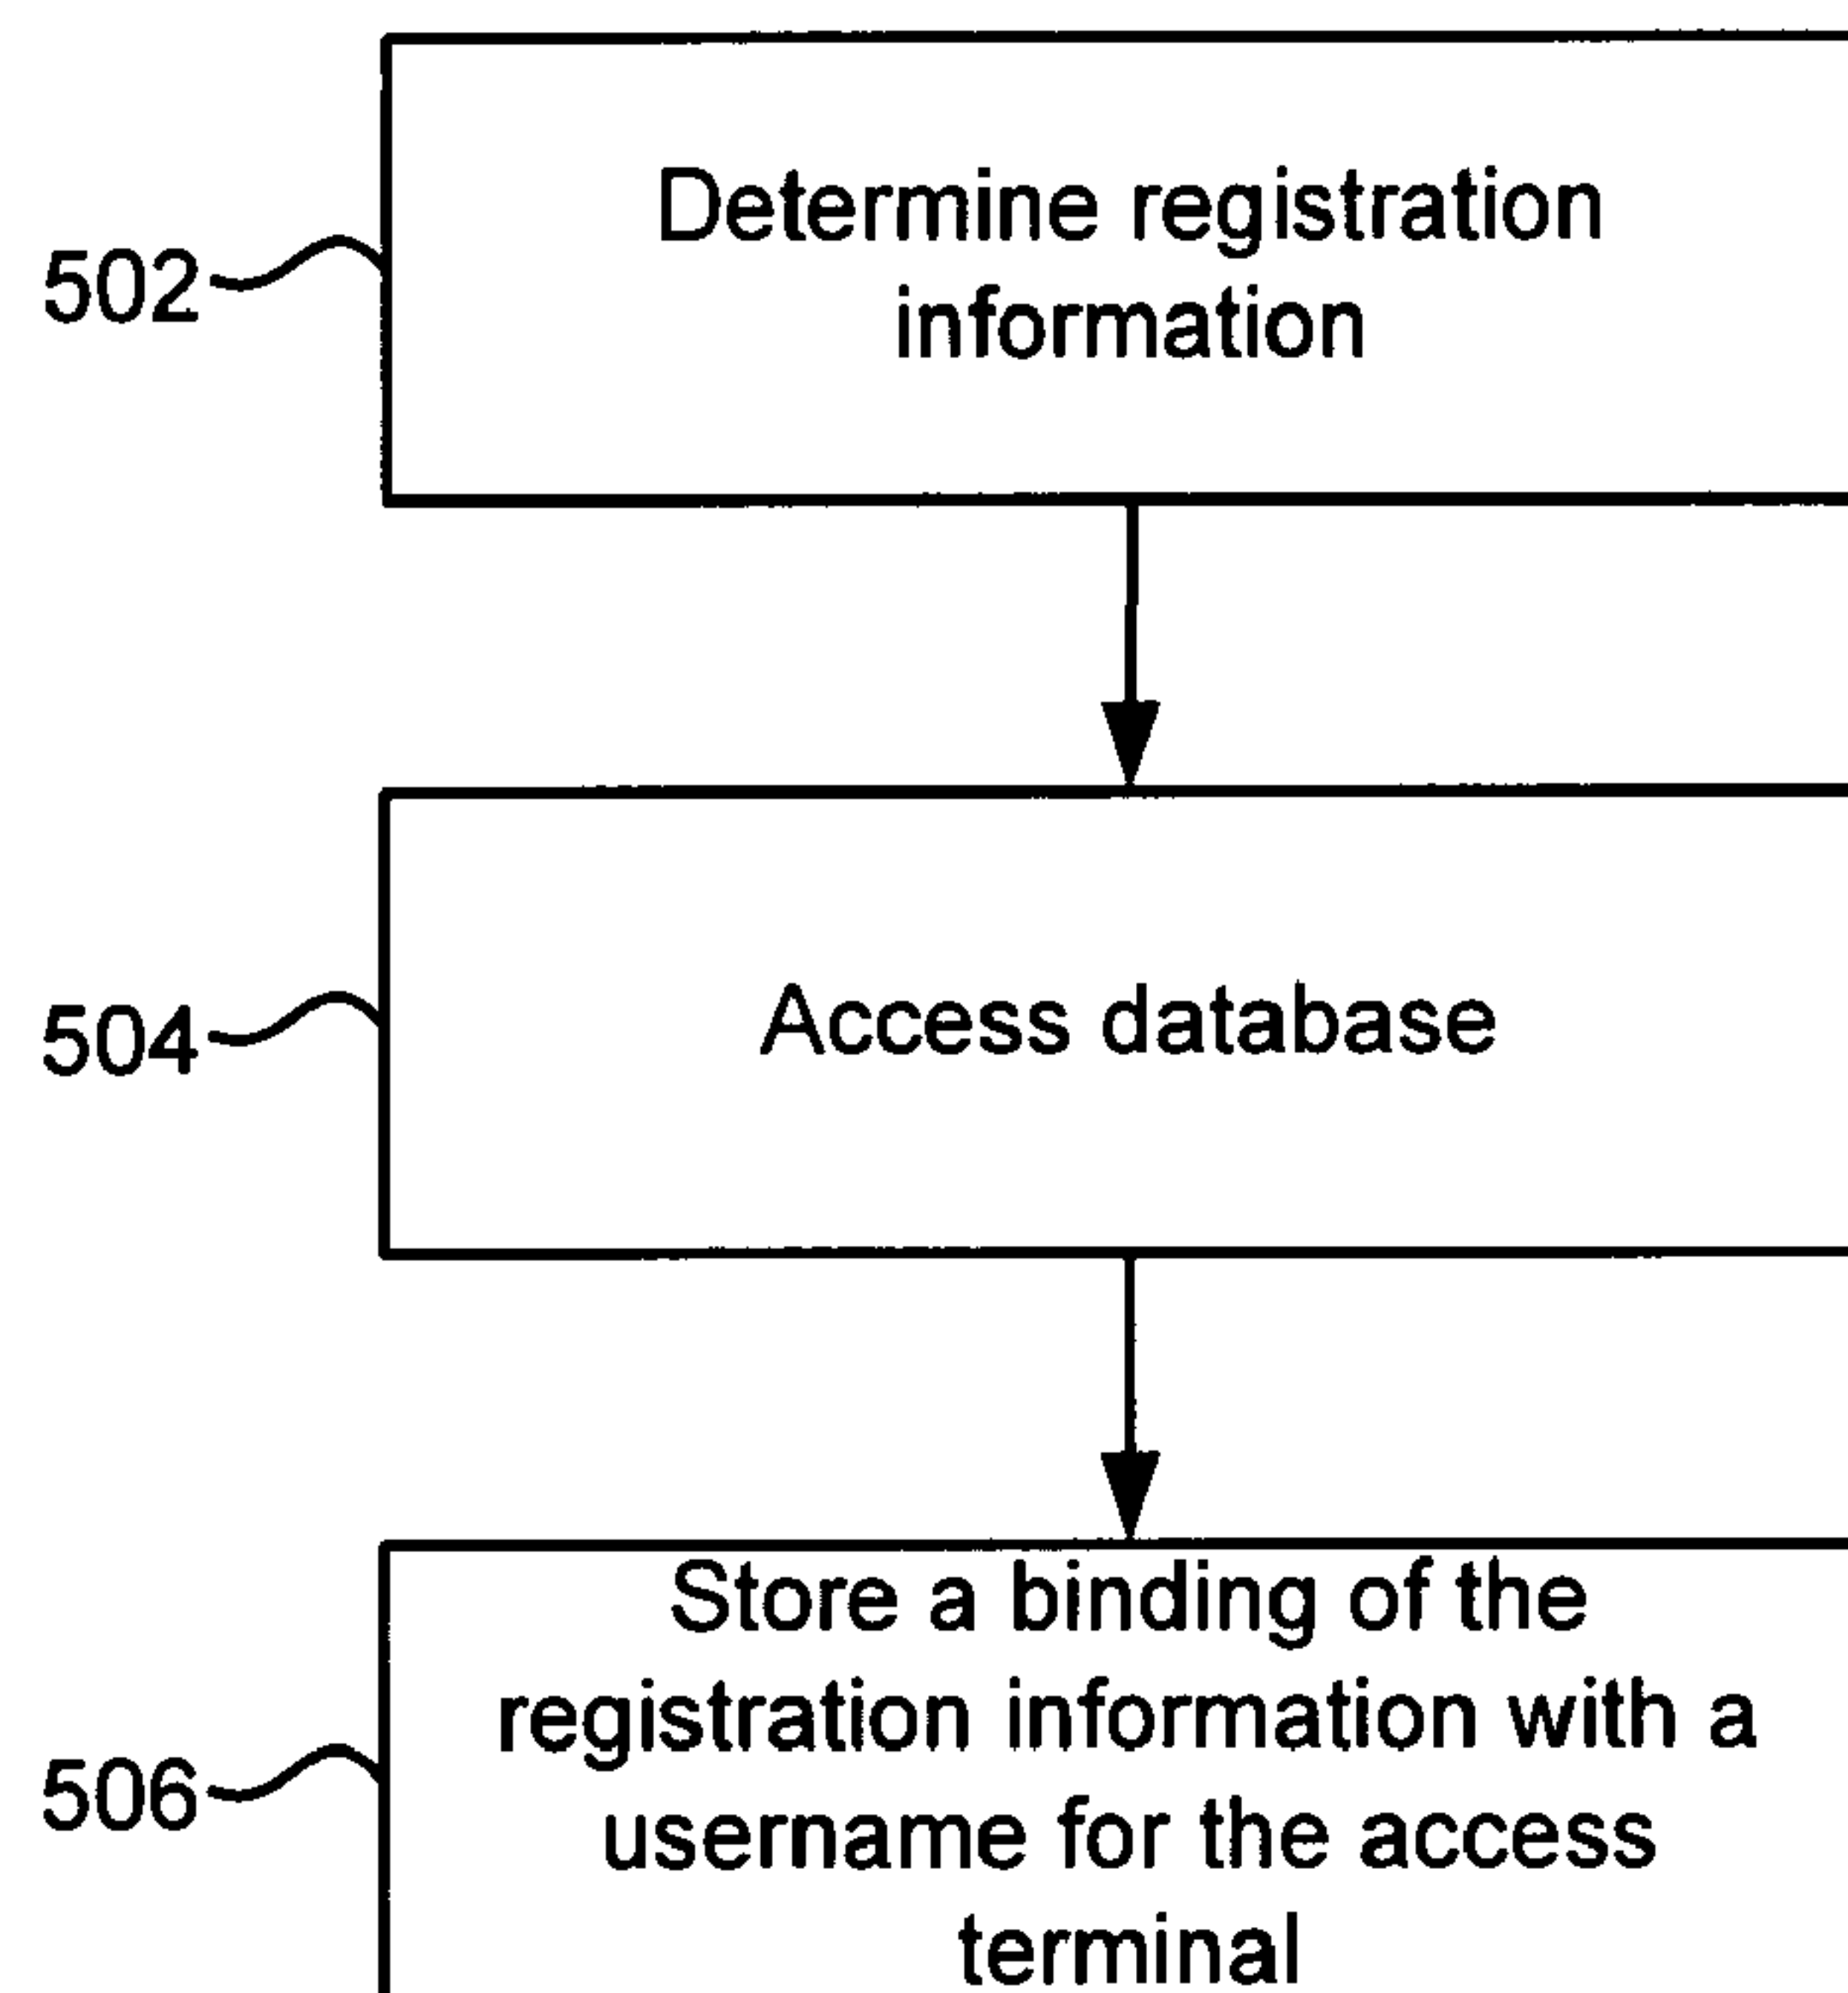 Determine registration
information
502
Access database
504
Store a binding of the
registration information with a
username for the access
terminal
506